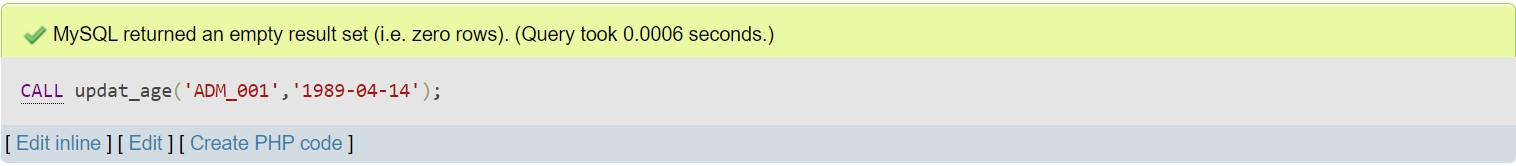 MySQL returned an empty result set (i.e. zero rows). (Query took 0.0006 seconds.)
CALL updat_age('ADM_001','1989-04-14');
[ Edit inline ] [ Edit ] [ Create PHP code ]